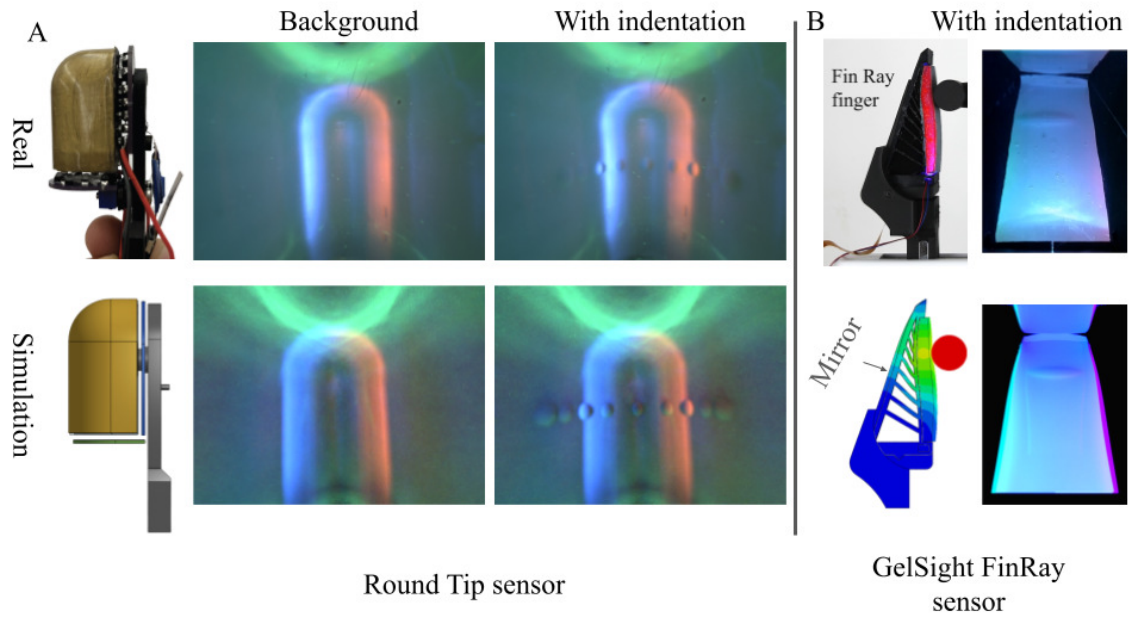 A
Background
With indentation
B
With indentation
Real
Fin Ray
finger
Simulation
Mirror
Round Tip sensor
GelSight FinRay
sensor